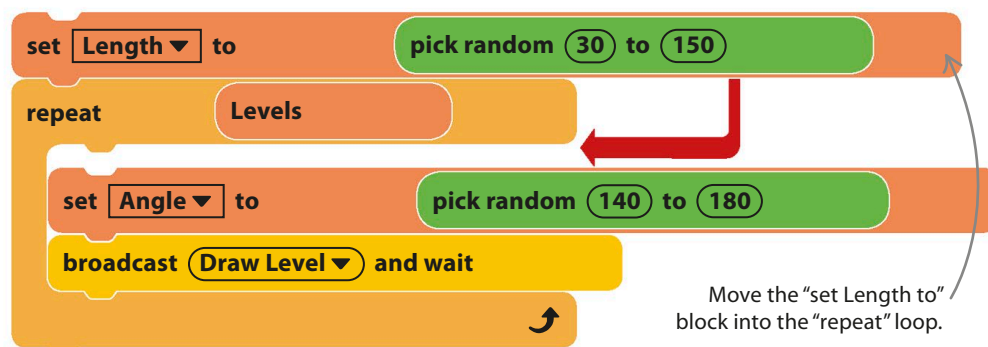 set Length ▼ to pick random 30 to 150
repeat Levels
set Angle ▼ to pick random 140 to 180
broadcast Draw Level ▼ and wait
Move the “set Length to”
block into the “repeat” loop.